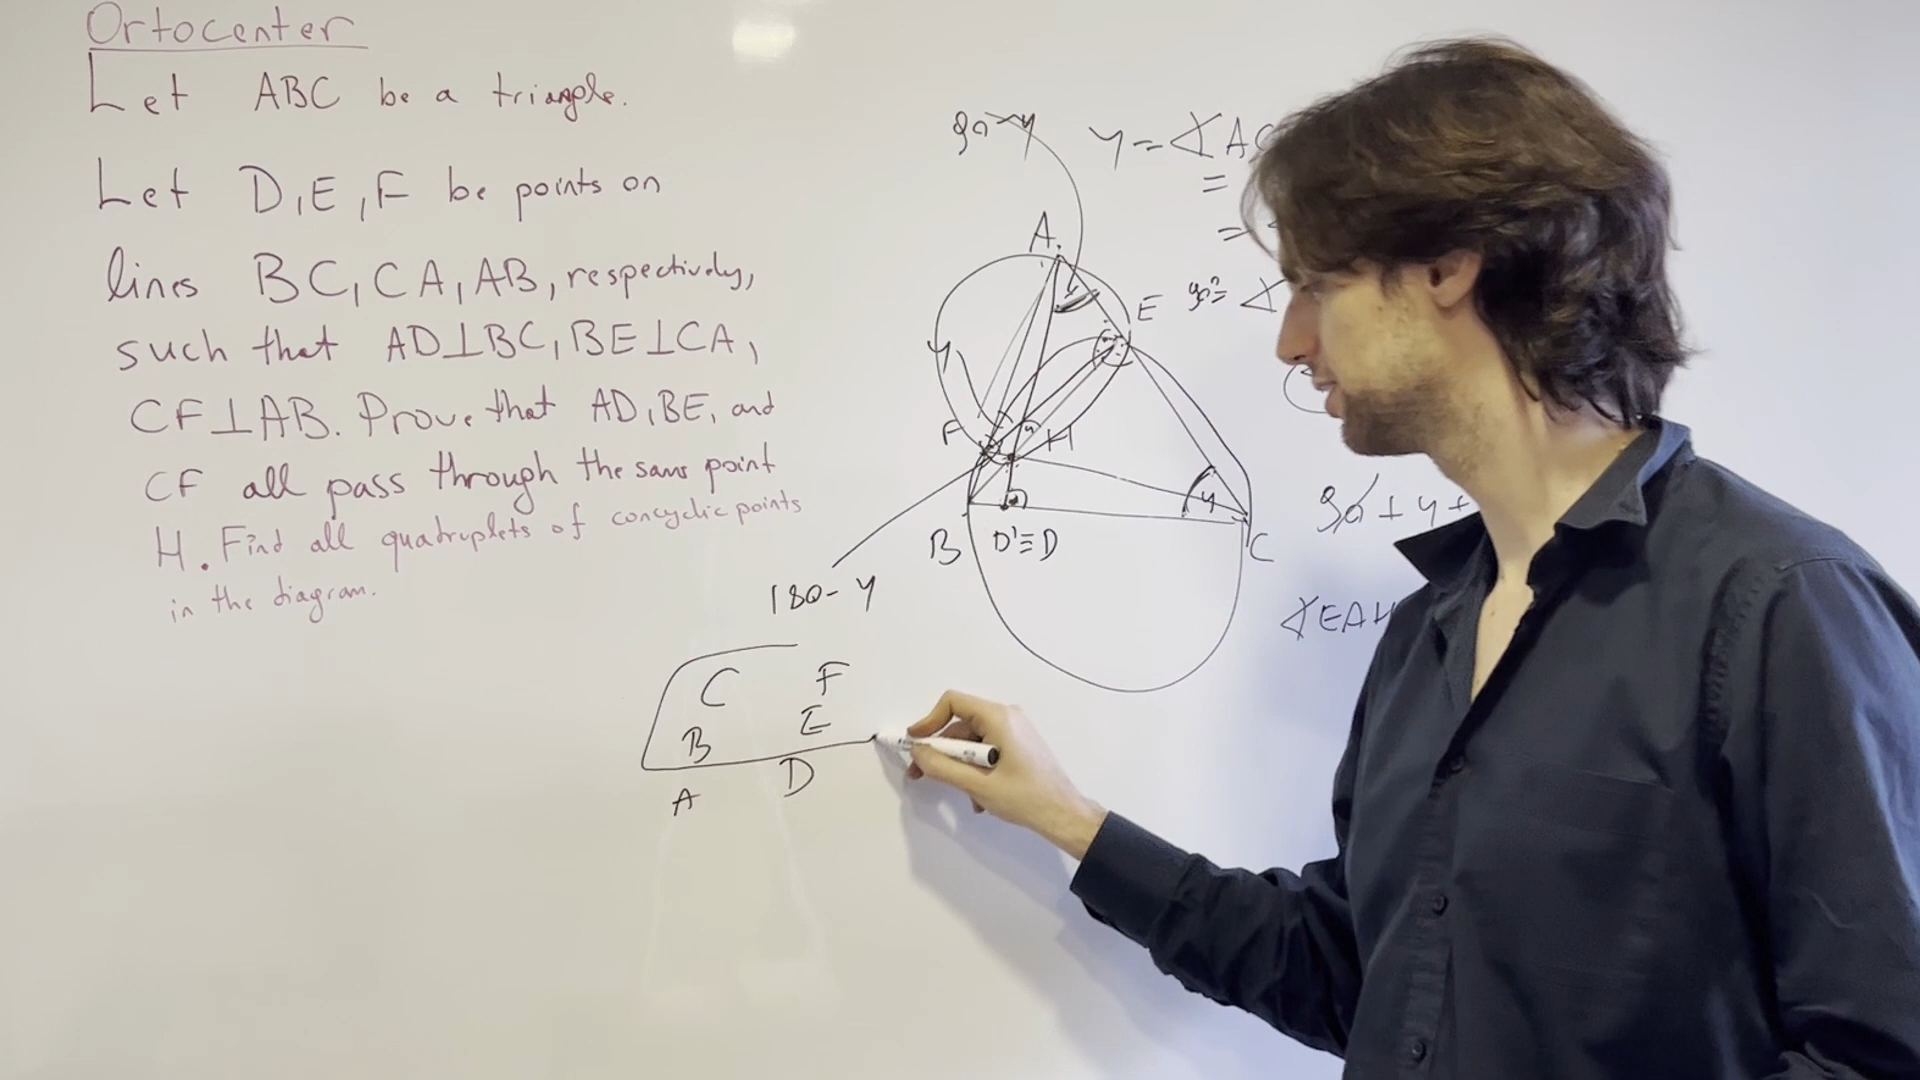 Ortocenter
Let ABC be a triangle.
Let D, E, F be points on
lines BC, CA, AB, respectively,
such that AD⊥BC, BE⊥CA,
CF⊥AB. Prove that AD, BE, and
CF all pass through the same point
H. Find all quadruplets of concyclic points
in the diagram.
90-y
y=∢AC
=
=
A
E
90°=∢
y
F
H
y
B
D'≡D
C
180-y
90+y+
∢EAH
C F
B E
A D